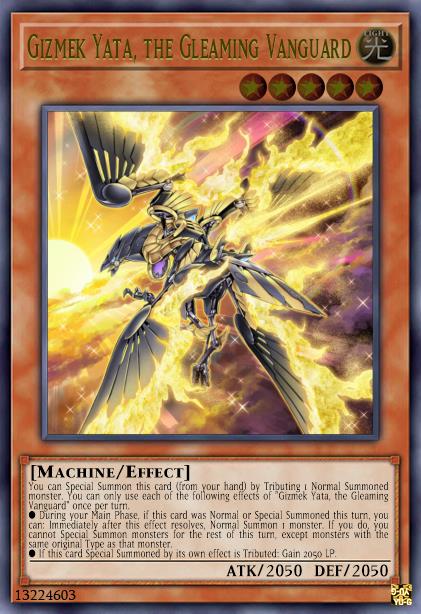 Gizmek Yata, the Gleaming Vanguard
LIGHT
光
[Machine/Effect]
You can Special Summon this card (from your hand) by Tributing 1 Normal Summoned
monster. You can only use each of the following effects of "Gizmek Yata, the Gleaming
Vanguard" once per turn.
● During your Main Phase, if this card was Normal or Special Summoned this turn, you
can: Immediately after this effect resolves, Normal Summon 1 monster. If you do, you
cannot Special Summon monsters for the rest of this turn, except monsters with the
same original Type as that monster.
● If this card Special Summoned by its own effect is Tributed: Gain 2050 LP.
ATK/2050 DEF/2050
13224603